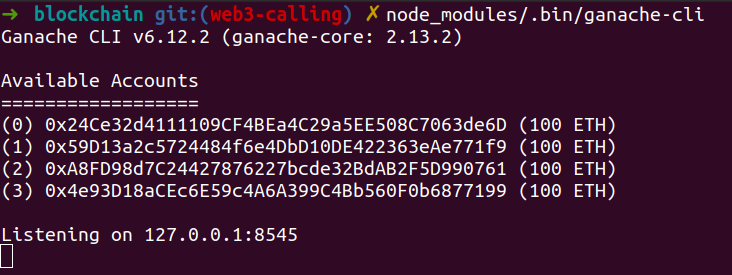 ➜ blockchain git:(web3-calling) ✗ node_modules/.bin/ganache-cli
Ganache CLI v6.12.2 (ganache-core: 2.13.2)
Available Accounts
==================
(0) 0x24Ce32d4111109CF4BEa4C29a5EE508C7063de6D (100 ETH)
(1) 0x59D13a2c5724484f6e4DbD10DE422363eAe771f9 (100 ETH)
(2) 0xA8FD98d7C24427876227bcde32BdAB2F5D990761 (100 ETH)
(3) 0x4e93D18aCEc6E59c4A6A399C4Bb560F0b6877199 (100 ETH)
Listening on 127.0.0.1:8545